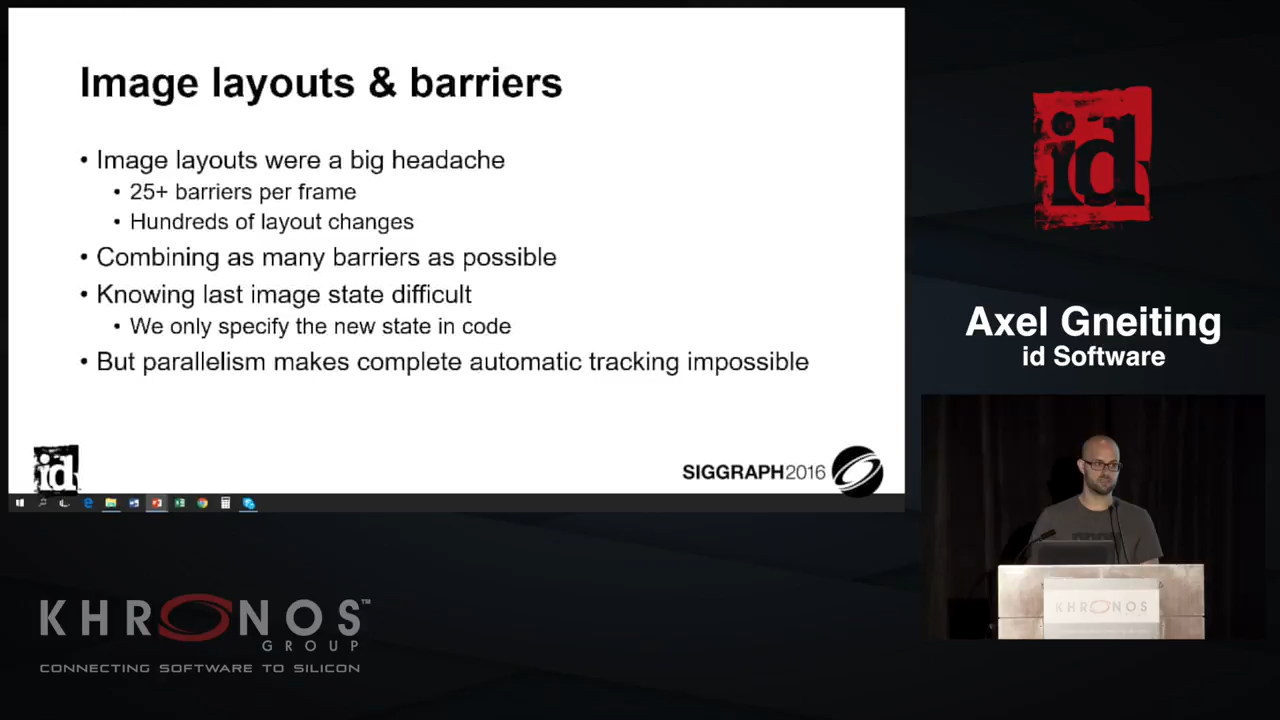 Image layouts & barriers
• Image layouts were a big headache
• 25+ barriers per frame
• Hundreds of layout changes
• Combining as many barriers as possible
• Knowing last image state difficult
• We only specify the new state in code
• But parallelism makes complete automatic tracking impossible
id
SIGGRAPH2016
id
Axel Gneiting
id Software
KHRONOS
KHRONOS™
GROUP
CONNECTING SOFTWARE TO SILICON